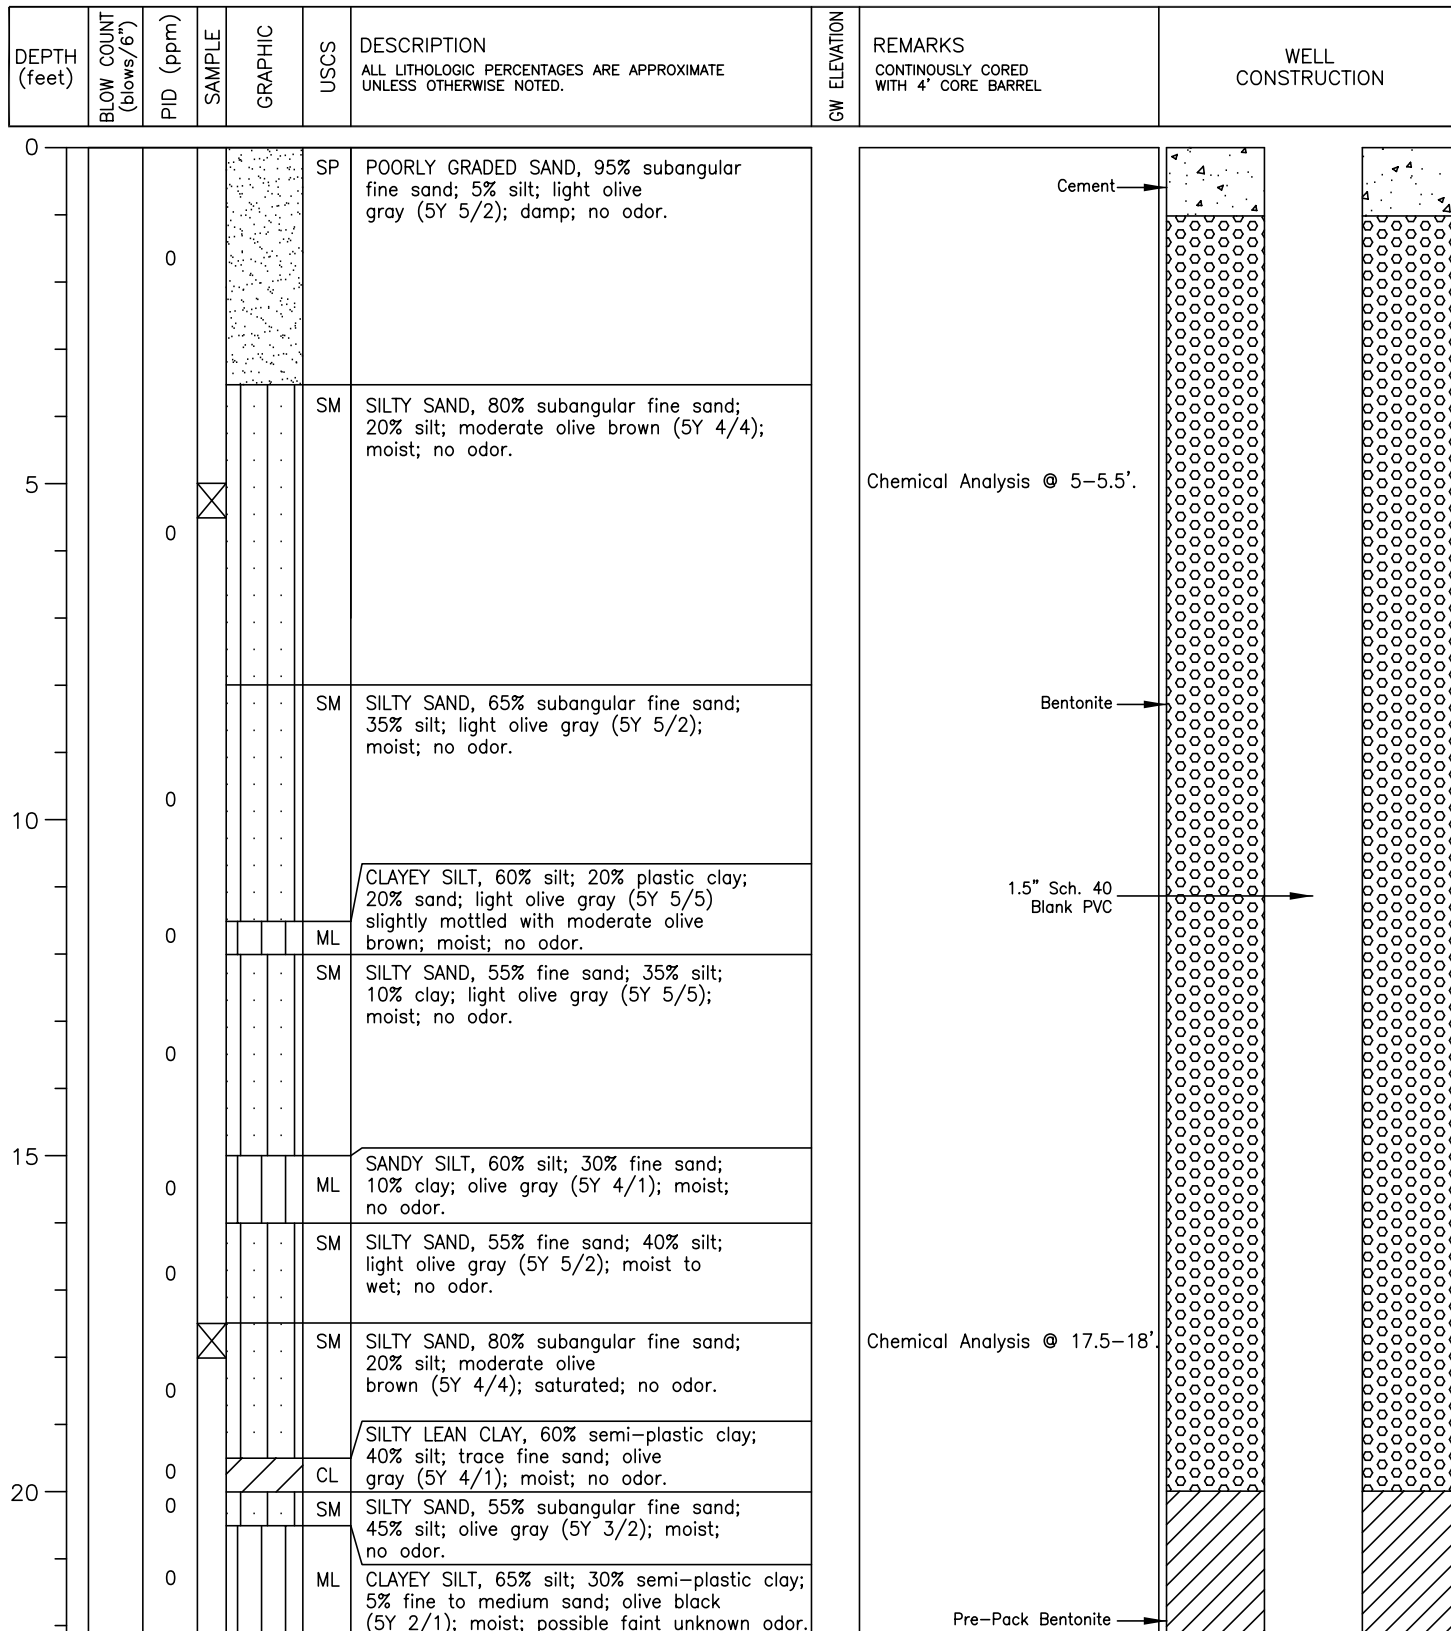 DEPTH
(feet)
BLOW COUNT
(blows/6")
PID (ppm)
SAMPLE
GRAPHIC
USCS
DESCRIPTION
ALL LITHOLOGIC PERCENTAGES ARE APPROXIMATE
UNLESS OTHERWISE NOTED.
GW ELEVATION
REMARKS
CONTINOUSLY CORED
WITH 4' CORE BARREL
WELL
CONSTRUCTION
0
SP
POORLY GRADED SAND, 95% subangular
fine sand; 5% silt; light olive
gray (5Y 5/2); damp; no odor.
Cement
0
SM
SILTY SAND, 80% subangular fine sand;
20% silt; moderate olive brown (5Y 4/4);
moist; no odor.
5
Chemical Analysis @ 5-5.5'.
0
SM
SILTY SAND, 65% subangular fine sand;
35% silt; light olive gray (5Y 5/2);
moist; no odor.
Bentonite
0
10
CLAYEY SILT, 60% silt; 20% plastic clay;
20% sand; light olive gray (5Y 5/5)
slightly mottled with moderate olive
brown; moist; no odor.
1.5" Sch. 40
Blank PVC
0
ML
SM
SILTY SAND, 55% fine sand; 35% silt;
10% clay; light olive gray (5Y 5/5);
moist; no odor.
0
15
0
ML
SANDY SILT, 60% silt; 30% fine sand;
10% clay; olive gray (5Y 4/1); moist;
no odor.
SM
SILTY SAND, 55% fine sand; 40% silt;
light olive gray (5Y 5/2); moist to
wet; no odor.
0
SM
SILTY SAND, 80% subangular fine sand;
20% silt; moderate olive
brown (5Y 4/4); saturated; no odor.
Chemical Analysis @ 17.5-18'.
0
SILTY LEAN CLAY, 60% semi-plastic clay;
40% silt; trace fine sand; olive
gray (5Y 4/1); moist; no odor.
0
CL
20
0
SM
SILTY SAND, 55% subangular fine sand;
45% silt; olive gray (5Y 3/2); moist;
no odor.
0
ML
CLAYEY SILT, 65% silt; 30% semi-plastic clay;
5% fine to medium sand; olive black
(5Y 2/1); moist; possible faint unknown odor.
Pre-Pack Bentonite